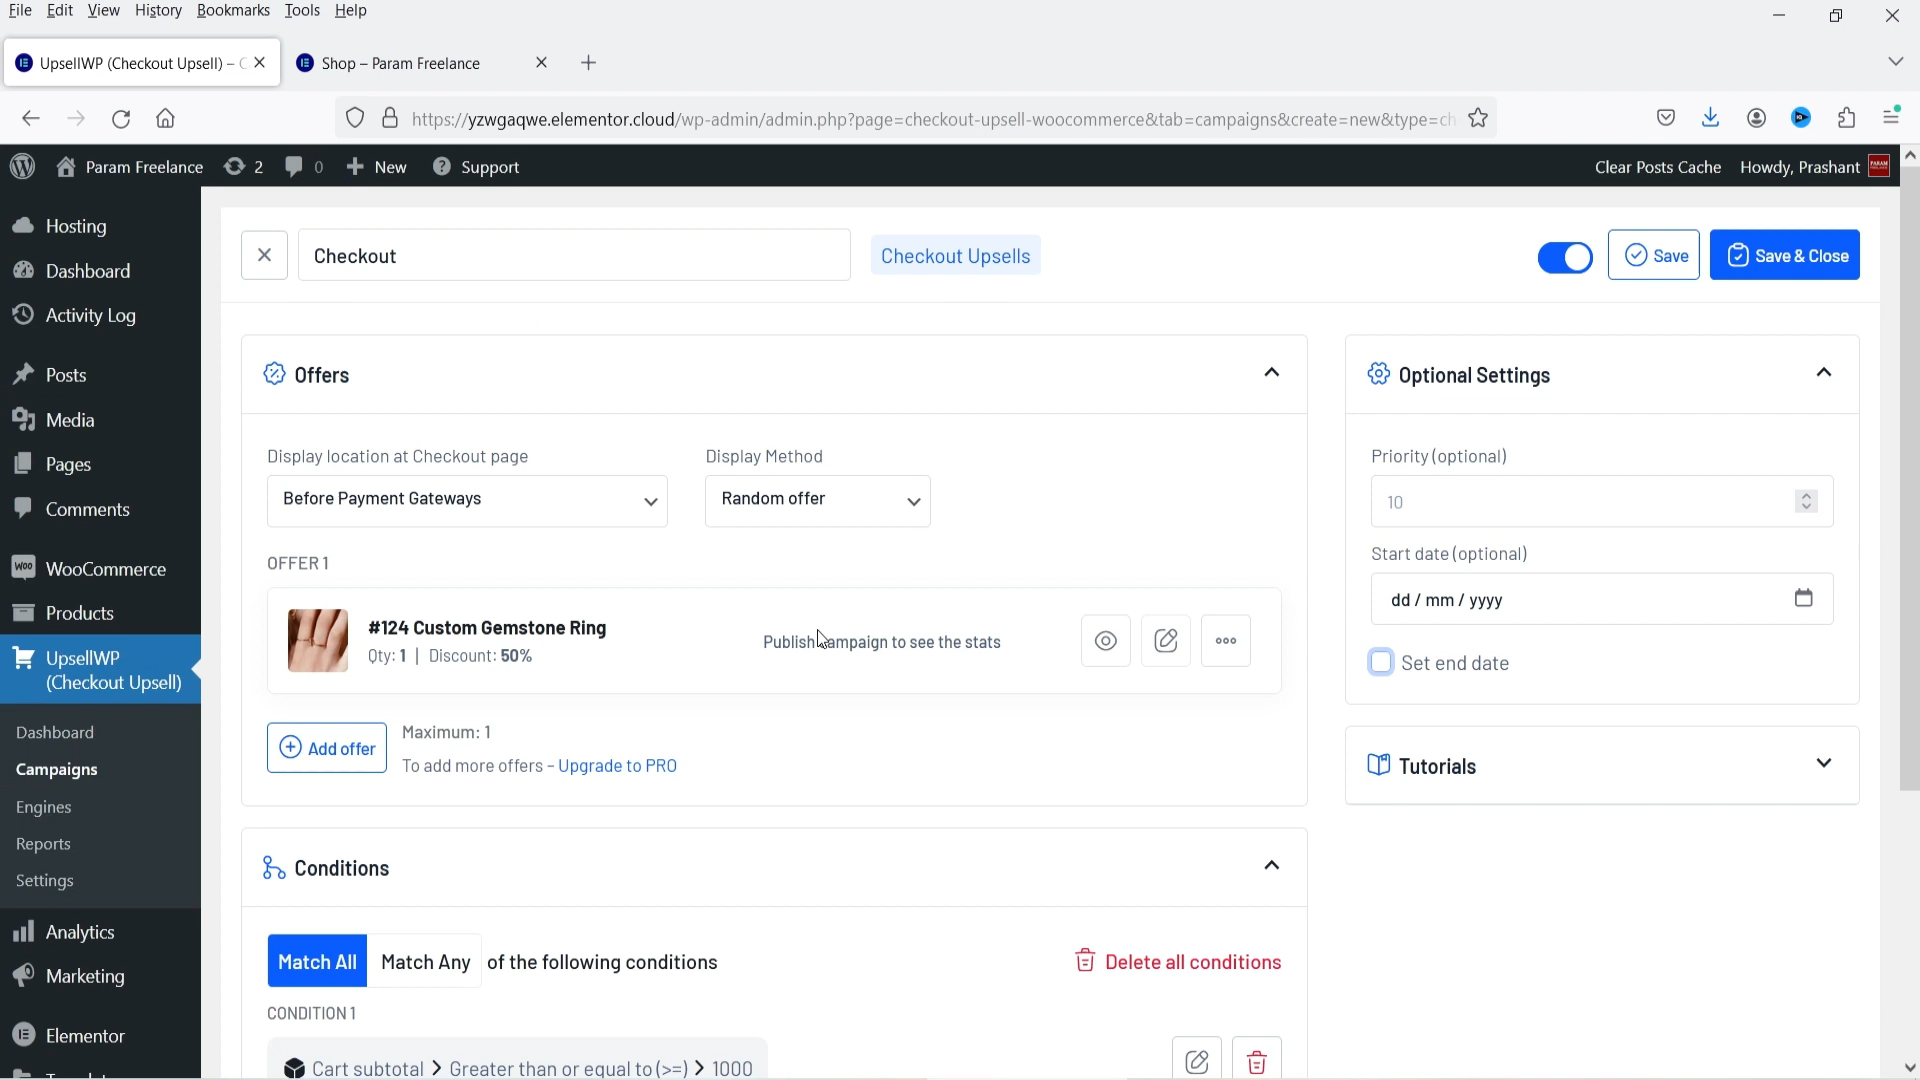 File Edit View History Bookmarks Tools Help
UpsellWP (Checkout Upsell) – C
Shop – Param Freelance
https://yzwgaqwe.elementor.cloud/wp-admin/admin.php?page=checkout-upsell-woocommerce&tab=campaigns&create=new&type=ch
Param Freelance 2 0 New Support Clear Posts Cache Howdy, Prashant
Hosting
Dashboard
Activity Log
Posts
Media
Pages
Comments
WooCommerce
Products
UpsellWP
(Checkout Upsell)
Dashboard
Campaigns
Engines
Reports
Settings
Analytics
Marketing
Elementor
Checkout
Checkout Upsells
Save
Save & Close
Offers
Display location at Checkout page
Display Method
Before Payment Gateways
Random offer
OFFER 1
#124 Custom Gemstone Ring
Qty: 1 | Discount: 50%
Publish campaign to see the stats
Add offer
Maximum: 1
To add more offers – Upgrade to PRO
Conditions
Match All Match Any of the following conditions
Delete all conditions
CONDITION 1
Cart subtotal > Greater than or equal to (>=) > 1000
Optional Settings
Priority (optional)
10
Start date (optional)
dd / mm / yyyy
Set end date
Tutorials